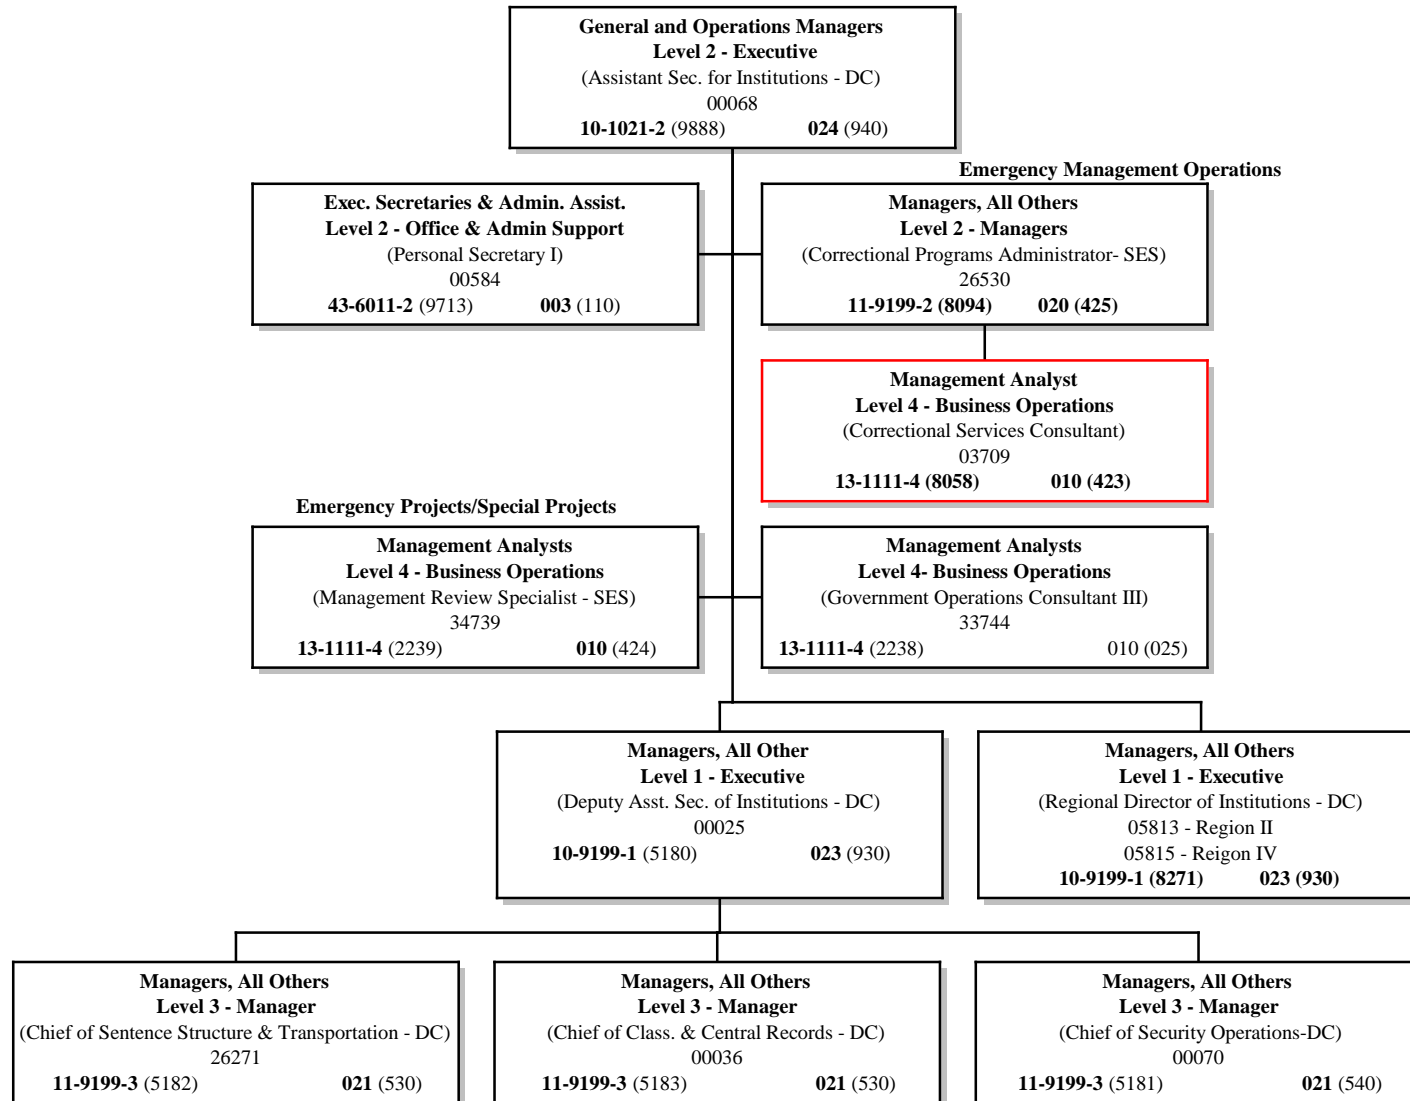 General and Operations Managers
Level 2 - Executive
(Assistant Sec. for Institutions - DC)
00068
10-1021-2 (9888) 024 (940)
Emergency Management Operations
Exec. Secretaries & Admin. Assist.
Level 2 - Office & Admin Support
(Personal Secretary I)
00584
43-6011-2 (9713) 003 (110)
Managers, All Others
Level 2 - Managers
(Correctional Programs Administrator- SES)
26530
11-9199-2 (8094) 020 (425)
Management Analyst
Level 4 - Business Operations
(Correctional Services Consultant)
03709
13-1111-4 (8058) 010 (423)
Emergency Projects/Special Projects
Management Analysts
Level 4 - Business Operations
(Management Review Specialist - SES)
34739
13-1111-4 (2239) 010 (424)
Management Analysts
Level 4- Business Operations
(Government Operations Consultant III)
33744
13-1111-4 (2238) 010 (025)
Managers, All Other
Level 1 - Executive
(Deputy Asst. Sec. of Institutions - DC)
00025
10-9199-1 (5180) 023 (930)
Managers, All Others
Level 1 - Executive
(Regional Director of Institutions - DC)
05813 - Region II
05815 - Reigon IV
10-9199-1 (8271) 023 (930)
Managers, All Others
Level 3 - Manager
(Chief of Sentence Structure & Transportation - DC)
26271
11-9199-3 (5182) 021 (530)
Managers, All Others
Level 3 - Manager
(Chief of Class. & Central Records - DC)
00036
11-9199-3 (5183) 021 (530)
Managers, All Others
Level 3 - Manager
(Chief of Security Operations-DC)
00070
11-9199-3 (5181) 021 (540)